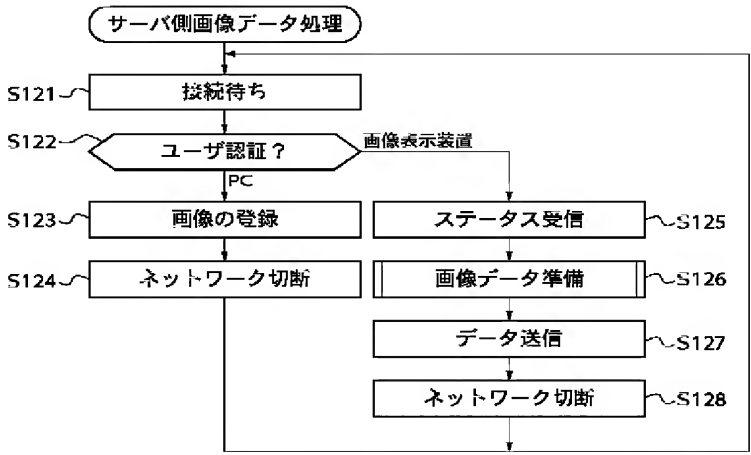 サーバ側画像データ処理
S121
接続待ち
S122
ユーザ認証？
画像表示装置
PC
S123
画像の登録
S124
ネットワーク切断
ステータス受信
S125
画像データ準備
S126
データ送信
S127
ネットワーク切断
S128